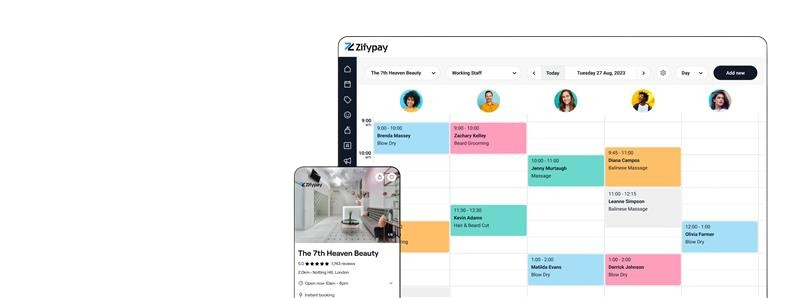 Zifypay
The 7th Heaven Beauty
Working Staff
Today
Tuesday 27 Aug, 2023
Day
Add new
9:00
am
10:00
am
9:00 - 10:00
Brenda Massey
Blow Dry
9:00 - 10:00
Zachary Kelley
Beard Grooming
10:00 - 11:00
Jenny Murtaugh
Massage
9:45 - 11:00
Diana Campos
Balinese Massage
11:00 - 12:15
Leanne Simpson
Balinese Massage
11:30 - 12:30
Kevin Adams
Hair & Beard Cut
12:00 - 1:00
Olivia Farmer
Blow Dry
1:00 - 2:00
Matilda Evans
Blow Dry
1:00 - 2:00
Derrick Johnson
Blow Dry
Zifypay
The 7th Heaven Beauty
5.0 ★★★★★ 1,763 reviews
2.0km • Notting Hill, London
Open now 10am - 6pm
Instant booking